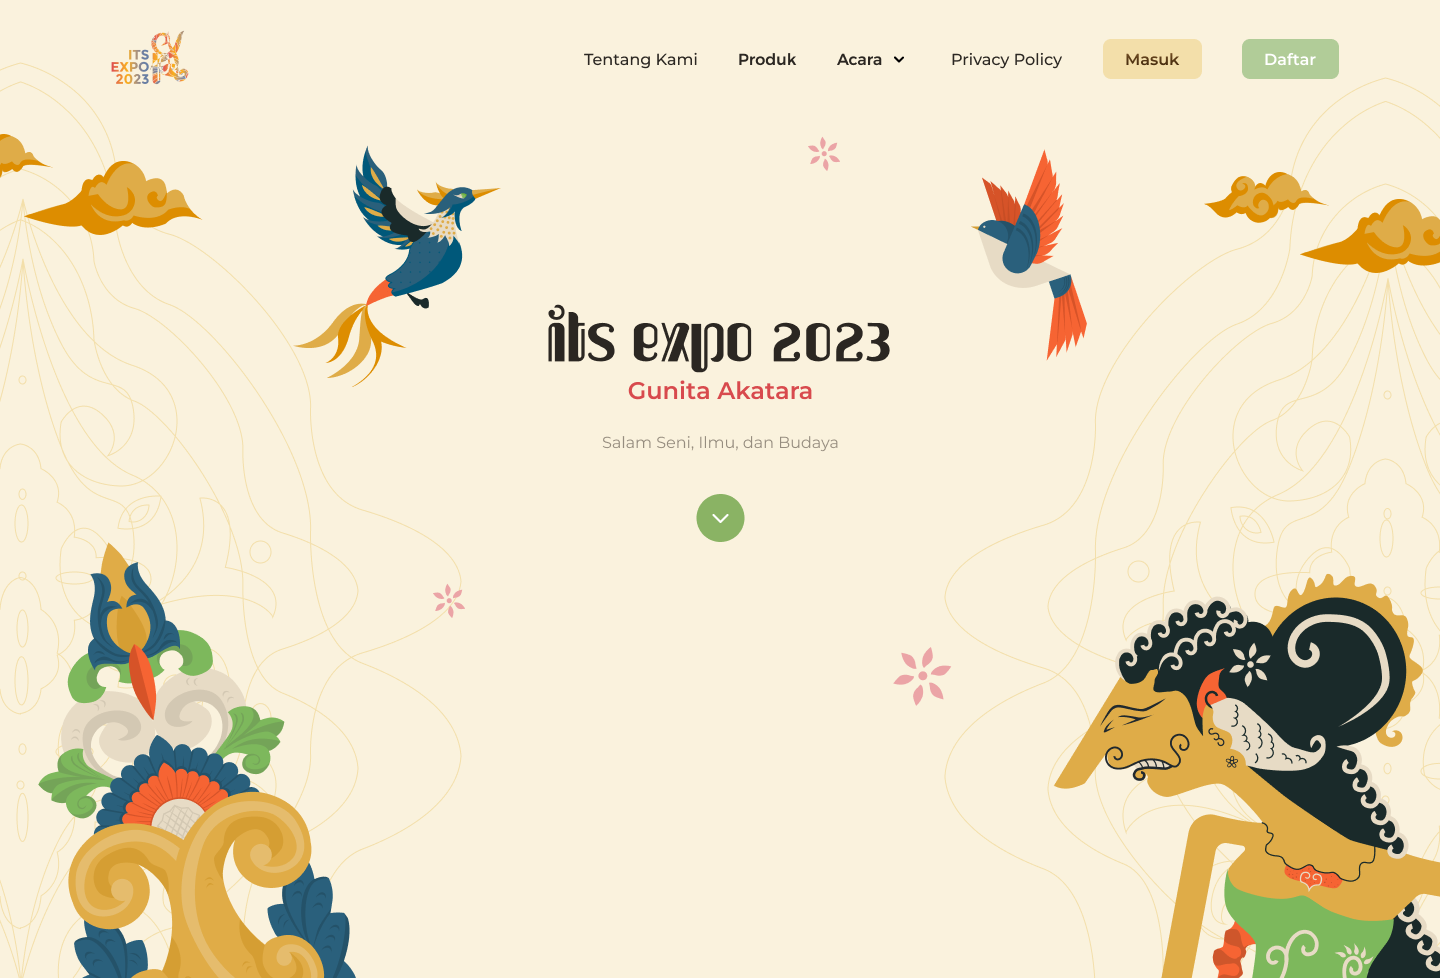 ITS
EXPO
2023
Tentang Kami
Produk
Acara
Privacy Policy
Masuk
Daftar
its expo 2023
Gunita Akatara
Salam Seni, Ilmu, dan Budaya